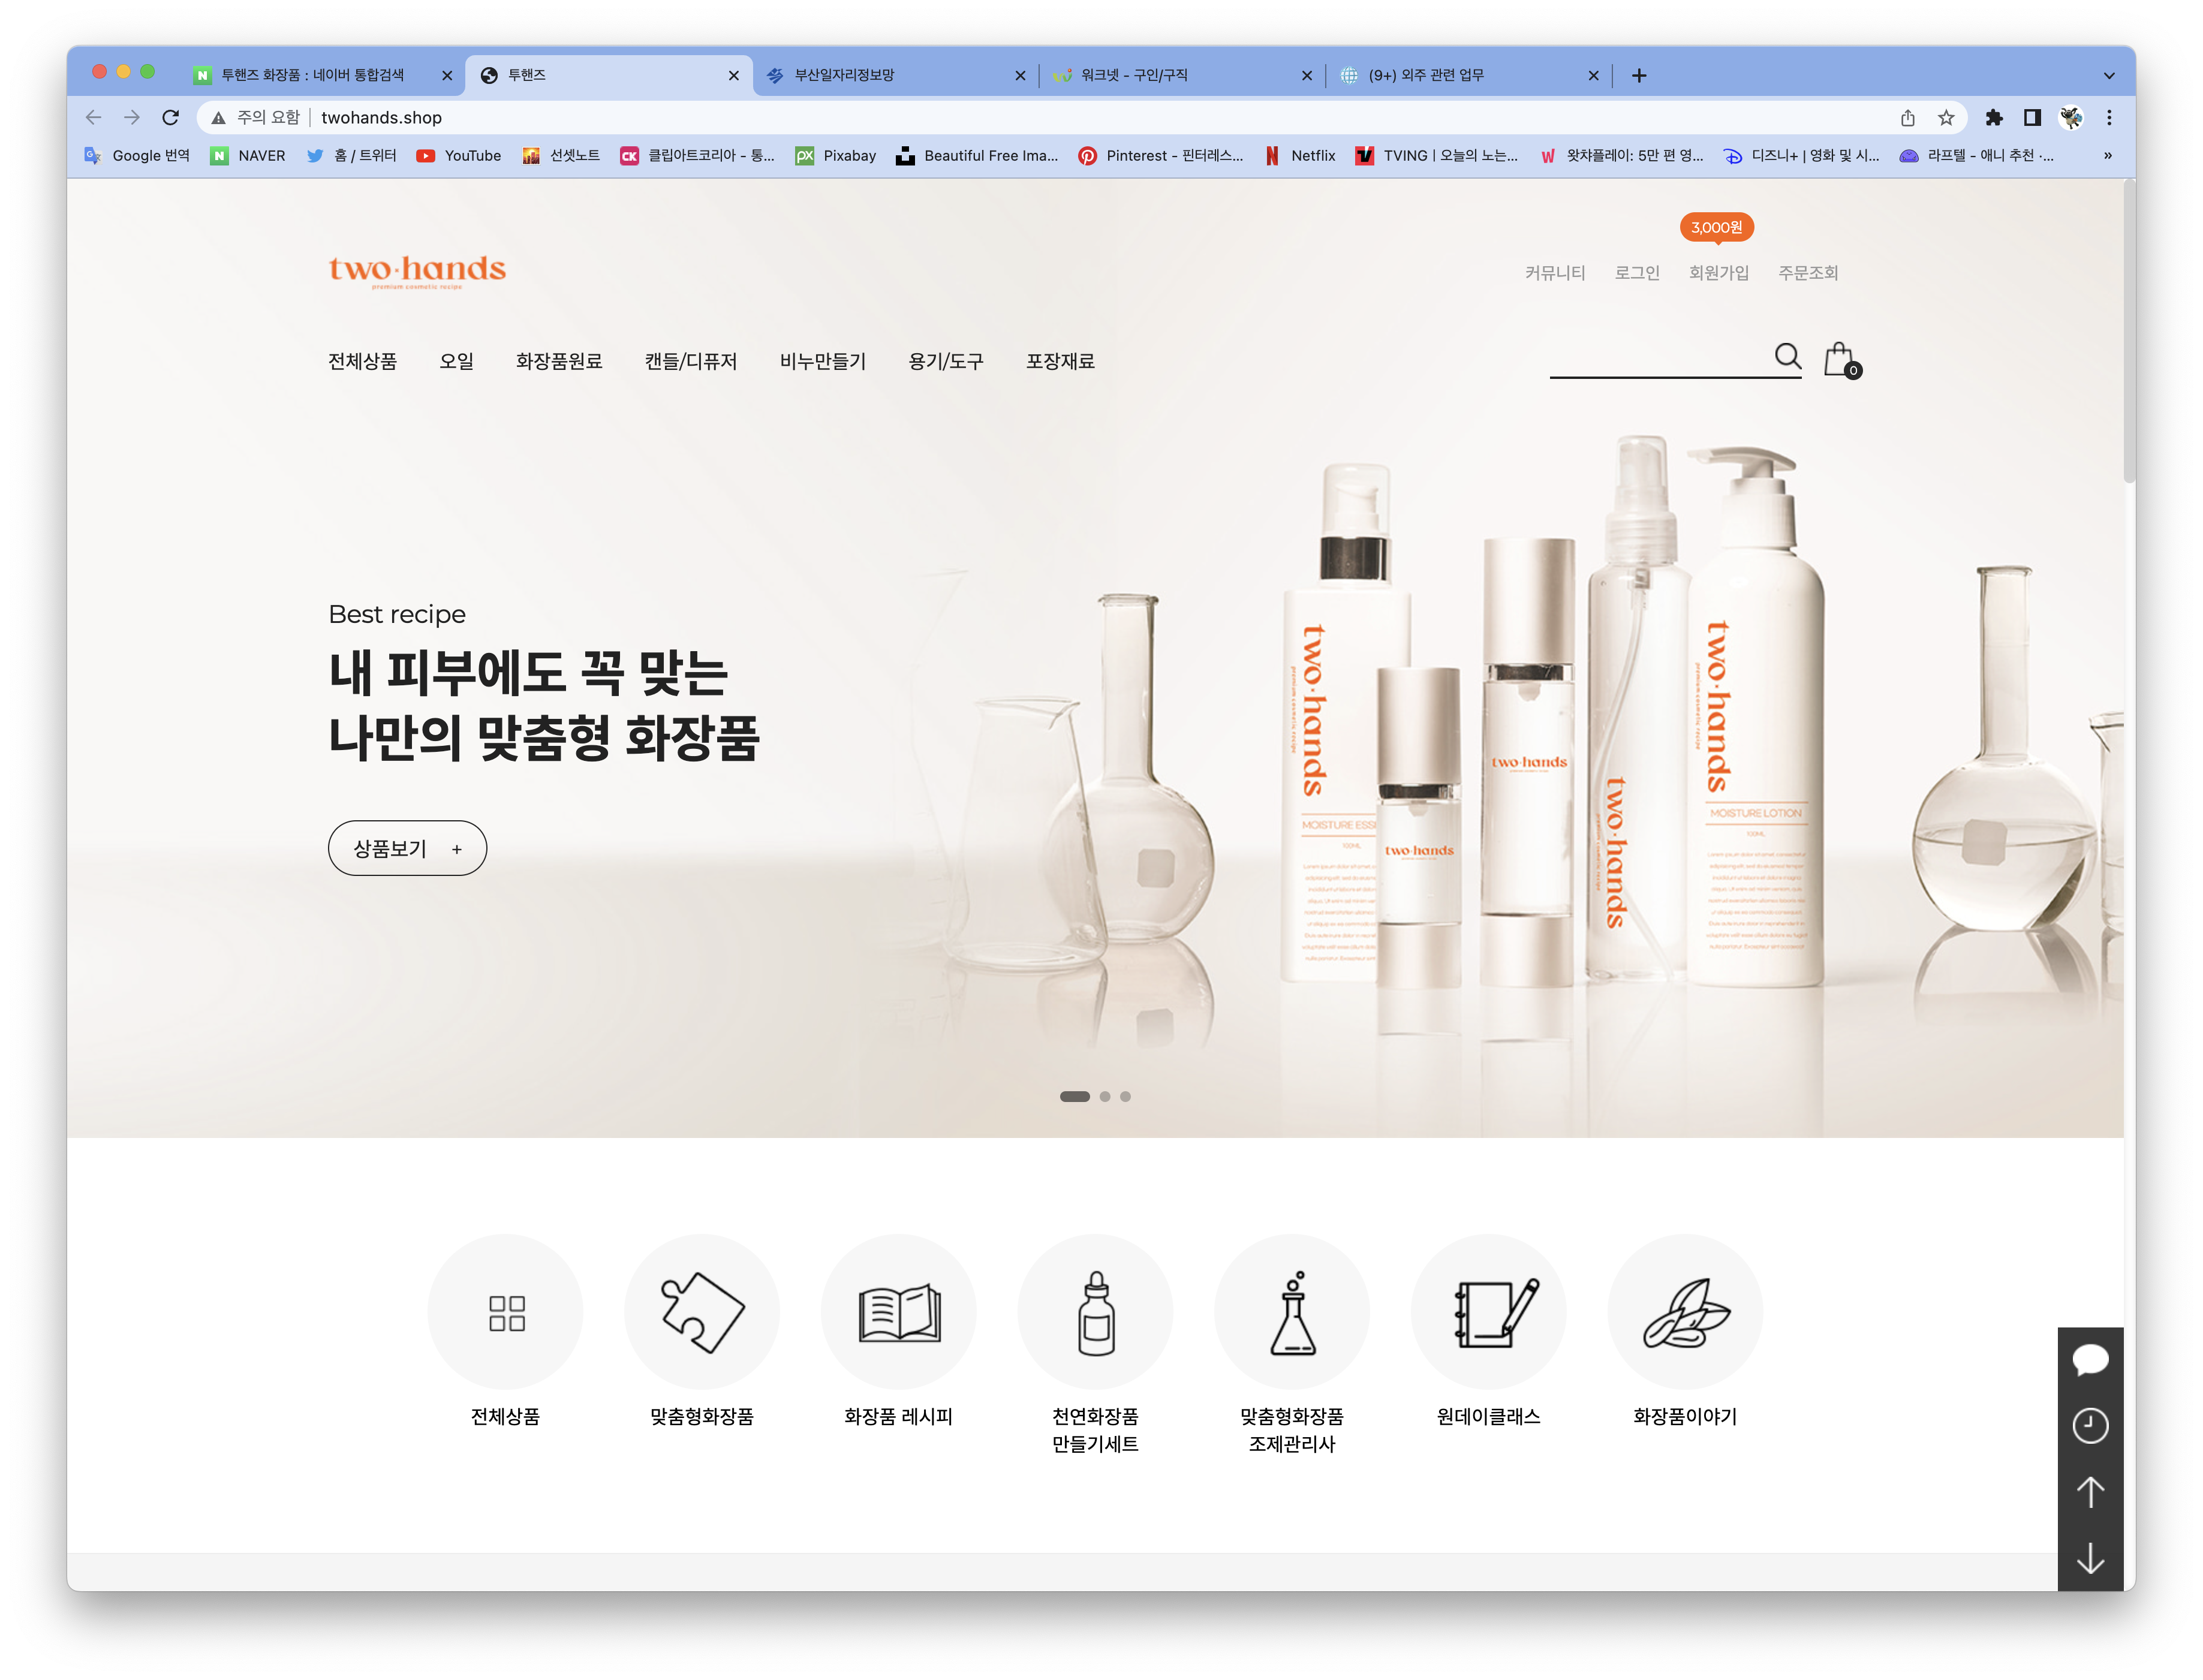 투핸즈 화장품 : 네이버 통합검색
투핸즈
부산일자리정보망
워크넷 - 구인/구직
(9+) 외주 관련 업무
주의 요함
twohands.shop
Google 번역
NAVER
홈 / 트위터
YouTube
선셋노트
클립아트코리아 - 통...
Pixabay
Beautiful Free Ima...
Pinterest - 핀터레스...
Netflix
TVING | 오늘의 노는...
왓챠플레이: 5만 편 영...
디즈니+ | 영화 및 시...
라프텔 - 애니 추천 ·...
3,000원
two·hands
premium cosmetic recipe
커뮤니티
로그인
회원가입
주문조회
전체상품
오일
화장품원료
캔들/디퓨저
비누만들기
용기/도구
포장재료
0
Best recipe
내 피부에도 꼭 맞는
나만의 맞춤형 화장품
상품보기 +
two·hands
MOISTURE ESS
100ML
two·hands
two·hands
two·hands
two·hands
MOISTURE LOTION
100ML
전체상품
맞춤형화장품
화장품 레시피
천연화장품
만들기세트
맞춤형화장품
조제관리사
원데이클래스
화장품이야기